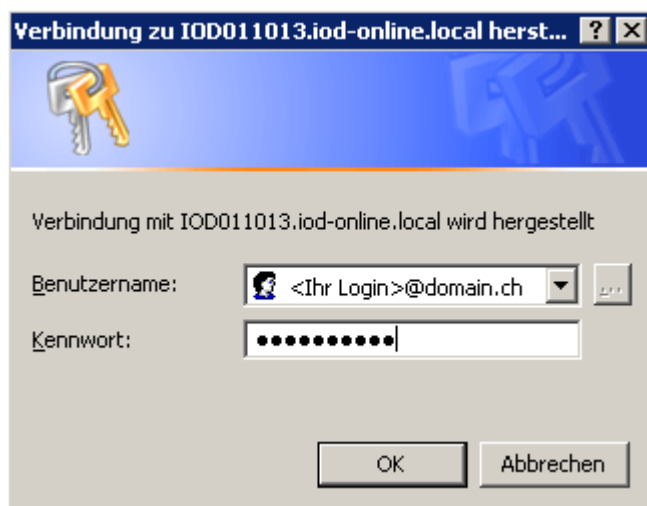 Verbindung zu IOD011013.iod-online.local herst...
Verbindung mit IOD011013.iod-online.local wird hergestellt
Benutzername: <Ihr Login>@domain.ch ...
Kennwort: ●●●●●●●●●●
OK Abbrechen